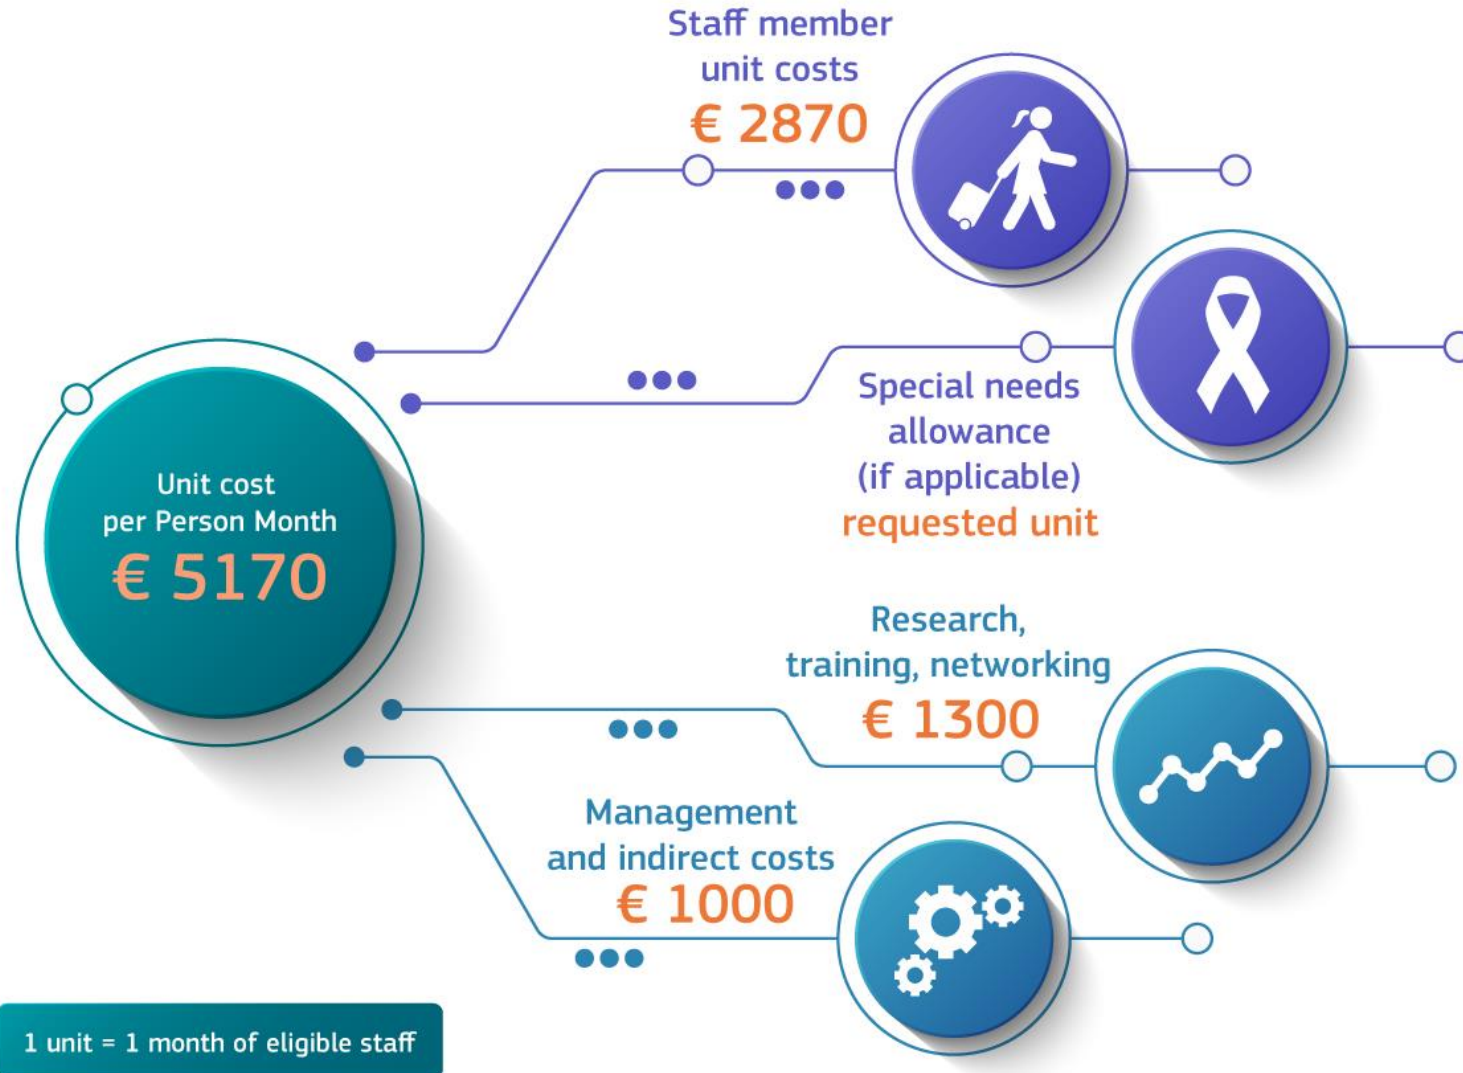 Staff member
unit costs
€ 2870
Special needs
allowance
(if applicable)
requested unit
Unit cost
per Person Month
€ 5170
Research,
training, networking
€ 1300
Management
and indirect costs
€ 1000
1 unit = 1 month of eligible staff